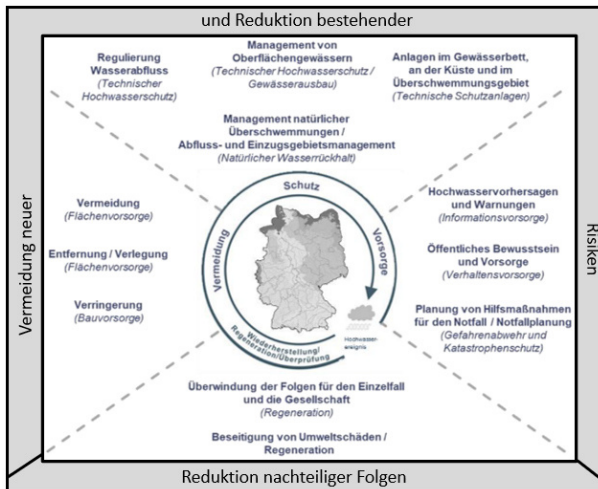 und Reduktion bestehender
Regulierung
Wasserabfluss
(Technischer
Hochwasserschutz)
Management von
Oberflächengewässern
(Technischer Hochwasserschutz /
Gewässerausbau)
Anlagen im Gewässerbett,
an der Küste und im
Überschwemmungsgebiet
(Technische Schutzanlagen)
Management natürlicher
Überschwemmungen /
Abfluss- und Einzugsgebietsmanagement
(Natürlicher Wasserrückhalt)
Vermeidung neuer
Vermeidung
(Flächenvorsorge)
Entfernung / Verlegung
(Flächenvorsorge)
Verringerung
(Bauvorsorge)
Schutz
Vermeidung
Vorsorge
Wiederherstellung/
Regeneration/Überprüfung
Hochwasser-
ereignis
Hochwasservorhersagen
und Warnungen
(Informationsvorsorge)
Öffentliches Bewusstsein
und Vorsorge
(Verhaltensvorsorge)
Planung von Hilfsmaßnahmen
für den Notfall / Notfallplanung
(Gefahrenabwehr und
Katastrophenschutz)
Risiken
Überwindung der Folgen für den Einzelfall
und die Gesellschaft
(Regeneration)
Beseitigung von Umweltschäden /
Regeneration
Reduktion nachteiliger Folgen